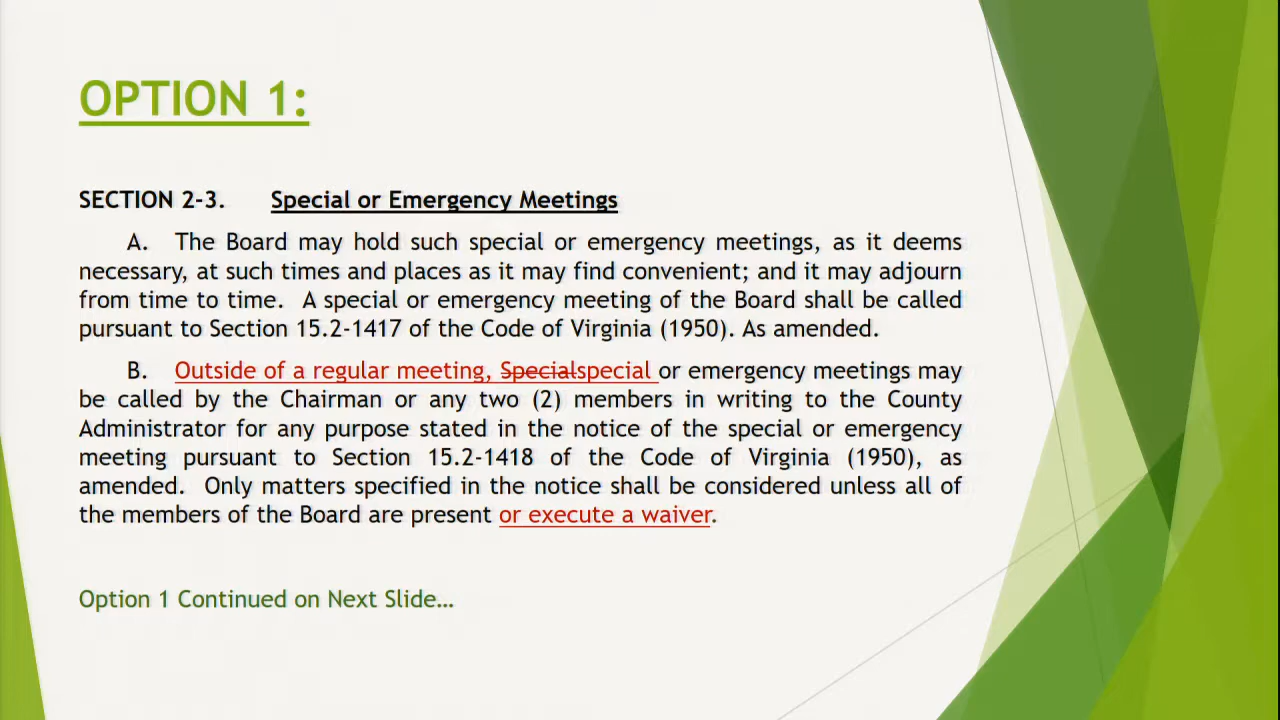 OPTION 1:
SECTION 2-3. Special or Emergency Meetings
A. The Board may hold such special or emergency meetings, as it deems
necessary, at such times and places as it may find convenient; and it may adjourn
from time to time. A special or emergency meeting of the Board shall be called
pursuant to Section 15.2-1417 of the Code of Virginia (1950). As amended.
B. Outside of a regular meeting, Specialspecial or emergency meetings may
be called by the Chairman or any two (2) members in writing to the County
Administrator for any purpose stated in the notice of the special or emergency
meeting pursuant to Section 15.2-1418 of the Code of Virginia (1950), as
amended. Only matters specified in the notice shall be considered unless all of
the members of the Board are present or execute a waiver.
Option 1 Continued on Next Slide…